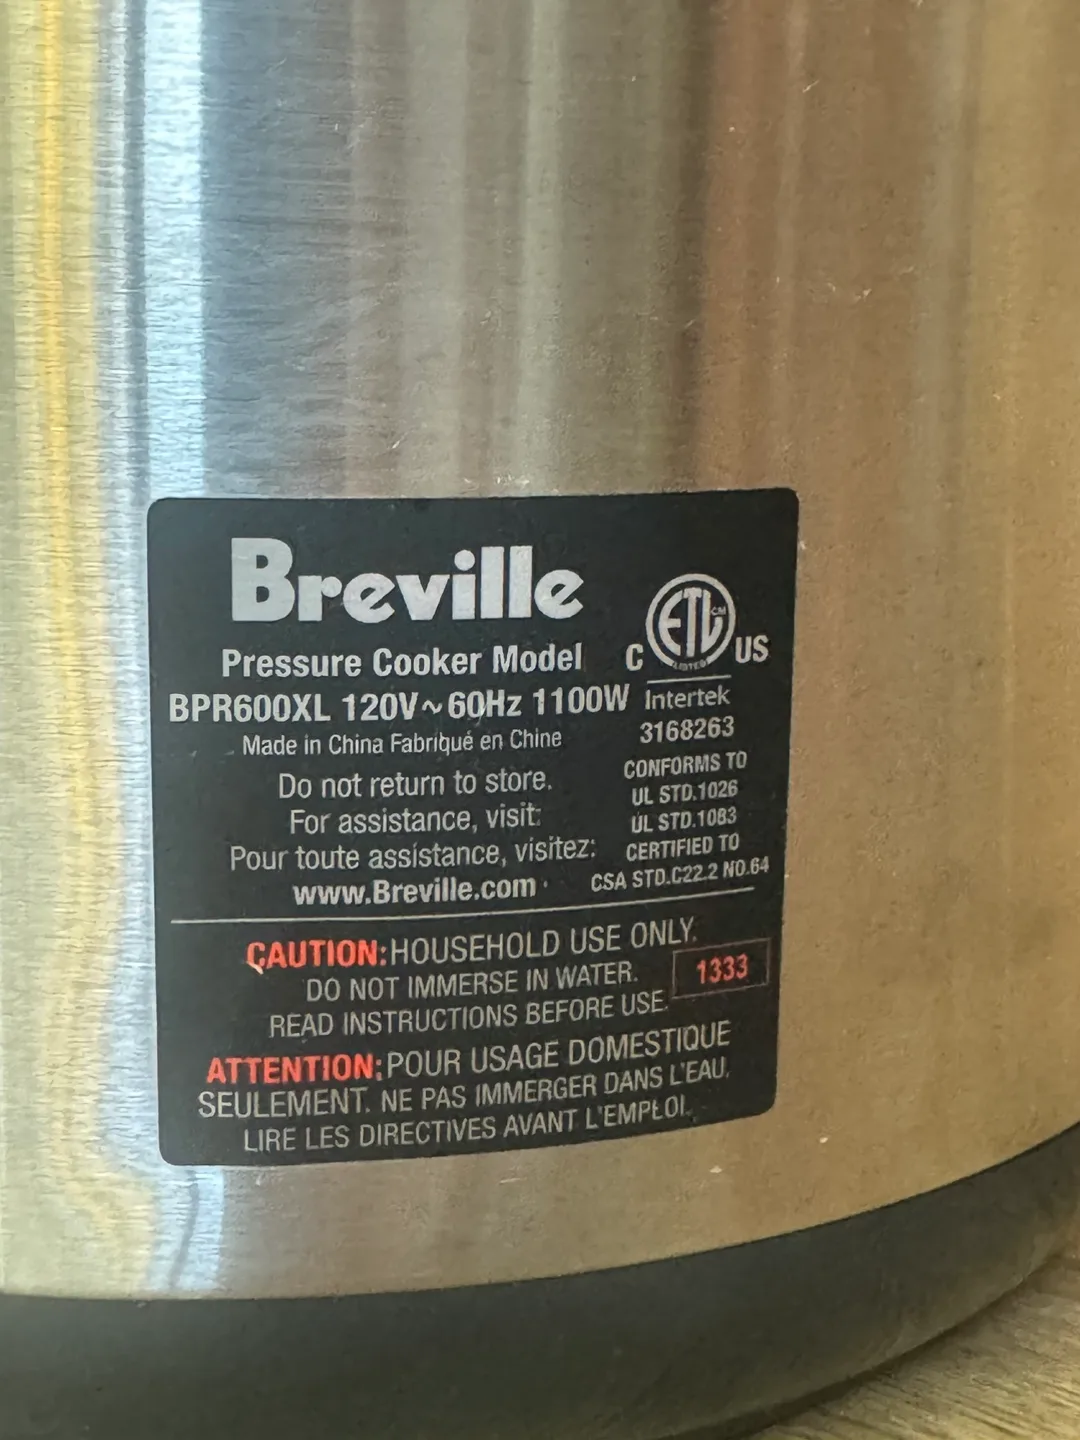 Breville
Pressure Cooker Model
BPR600XL 120V~60Hz 1100W
Made in China Fabriqué en Chine
Do not return to store.
For assistance, visit:
Pour toute assistance, visitez:
www.Breville.com
ETL CM
LISTED
C US
Intertek
3168263
CONFORMS TO
UL STD.1026
UL STD.1083
CERTIFIED TO
CSA STD.C22.2 NO.64
CAUTION:HOUSEHOLD USE ONLY.
DO NOT IMMERSE IN WATER.
READ INSTRUCTIONS BEFORE USE.
1333
ATTENTION:POUR USAGE DOMESTIQUE
SEULEMENT. NE PAS IMMERGER DANS L'EAU.
LIRE LES DIRECTIVES AVANT L'EMPLOI.